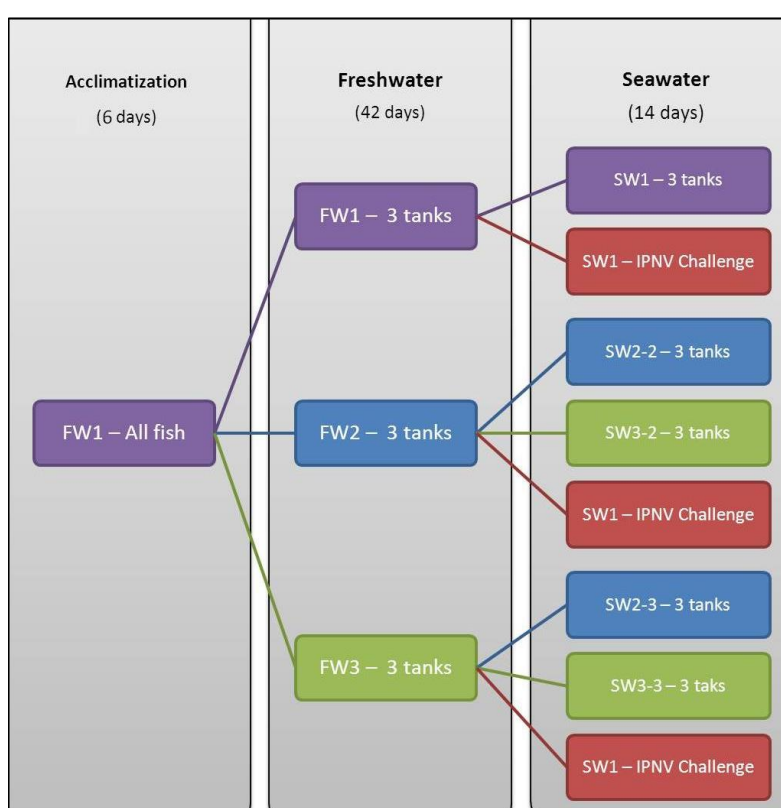 Acclimatization
(6 days)
Freshwater
(42 days)
Seawater
(14 days)
FW1 – All fish
FW1 – 3 tanks
FW2 – 3 tanks
FW3 – 3 tanks
SW1 – 3 tanks
SW1 – IPNV Challenge
SW2-2 – 3 tanks
SW3-2 – 3 tanks
SW1 – IPNV Challenge
SW2-3 – 3 tanks
SW3-3 – 3 taks
SW1 – IPNV Challenge